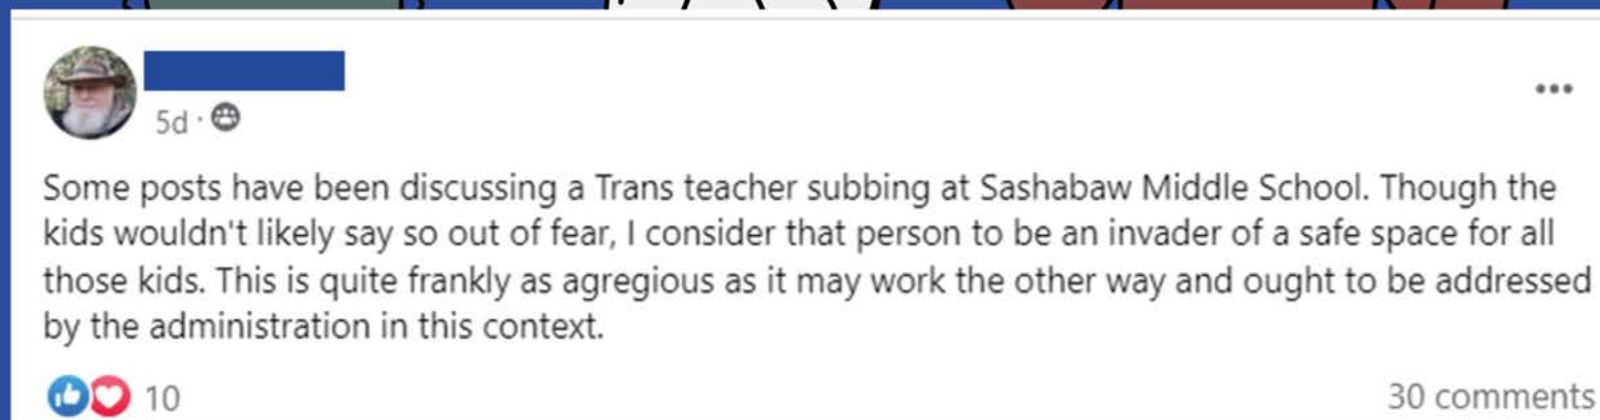 5d ·
Some posts have been discussing a Trans teacher subbing at Sashabaw Middle School. Though the
kids wouldn't likely say so out of fear, I consider that person to be an invader of a safe space for all
those kids. This is quite frankly as agregious as it may work the other way and ought to be addressed
by the administration in this context.
10
30 comments